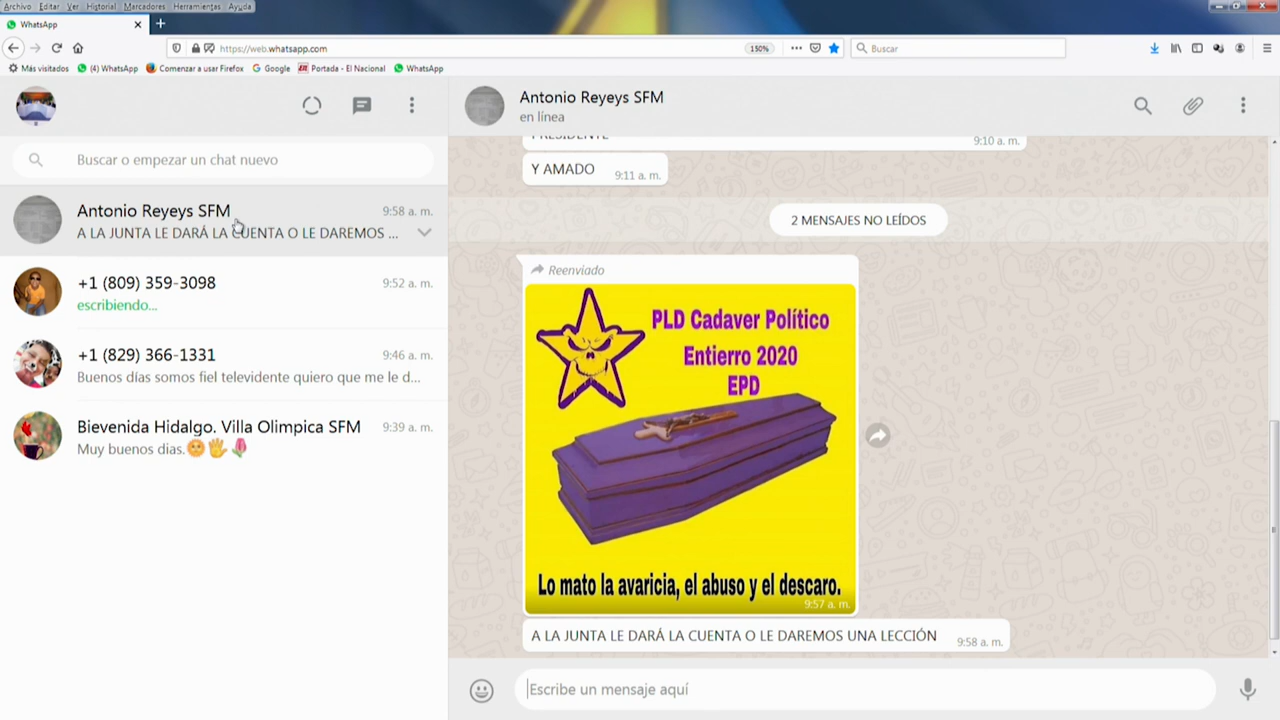 Archivo Editar Ver Historial Marcadores Herramientas Ayuda
WhatsApp
https://web.whatsapp.com
150%
Buscar
Más visitados (4) WhatsApp Comenzar a usar Firefox Google Portada - El Nacional WhatsApp
Buscar o empezar un chat nuevo
Antonio Reyeys SFM 9:58 a. m.
A LA JUNTA LE DARÁ LA CUENTA O LE DAREMOS ...
+1 (809) 359-3098 9:52 a. m.
escribiendo...
+1 (829) 366-1331 9:46 a. m.
Buenos días somos fiel televidente quiero que me le d...
Bievenida Hidalgo. Villa Olimpica SFM 9:39 a. m.
Muy buenos dias.🌞🖐🌷
Antonio Reyeys SFM
en línea
PRESIDENTE 9:10 a. m.
Y AMADO 9:11 a. m.
2 MENSAJES NO LEÍDOS
Reenviado
PLD Cadaver Político
Entierro 2020
EPD
Lo mato la avaricia, el abuso y el descaro.
9:57 a. m.
A LA JUNTA LE DARÁ LA CUENTA O LE DAREMOS UNA LECCIÓN 9:58 a. m.
Escribe un mensaje aquí